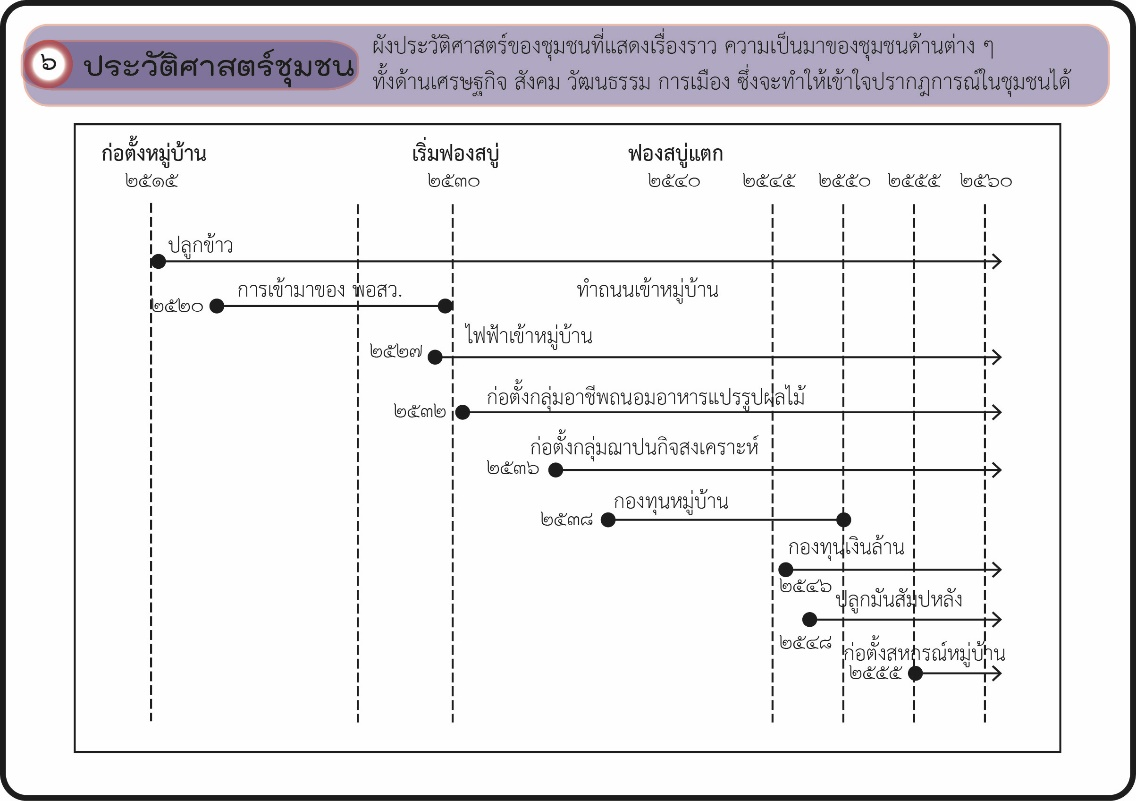 ๖ ประวัติศาสตร์ชุมชน
ผังประวัติศาสตร์ของชุมชนที่แสดงเรื่องราว ความเป็นมาของชุมชนด้านต่าง ๆ
ทั้งด้านเศรษฐกิจ สังคม วัฒนธรรม การเมือง ซึ่งจะทำให้เข้าใจปรากฎการณ์ในชุมชนได้
ก่อตั้งหมู่บ้าน เริ่มฟองสบู่ ฟองสบู่แตก
๒๕๑๕ ๒๕๓๐ ๒๕๔๐ ๒๕๔๕ ๒๕๕๐ ๒๕๕๕ ๒๕๖๐
ปลูกข้าว
การเข้ามาของ พอสว. ทำถนนเข้าหมู่บ้าน
๒๕๒๐
ไฟฟ้าเข้าหมู่บ้าน
๒๕๒๗
ก่อตั้งกลุ่มอาชีพถนอมอาหารแปรรูปผลไม้
๒๕๓๒
ก่อตั้งกลุ่มฌาปนกิจสงเคราะห์
๒๕๓๖
กองทุนหมู่บ้าน
๒๕๓๘
กองทุนเงินล้าน
๒๕๔๖
ปลูกมันสัมปหลัง
๒๕๔๘
ก่อตั้งสหกรณ์หมู่บ้าน
๒๕๕๕